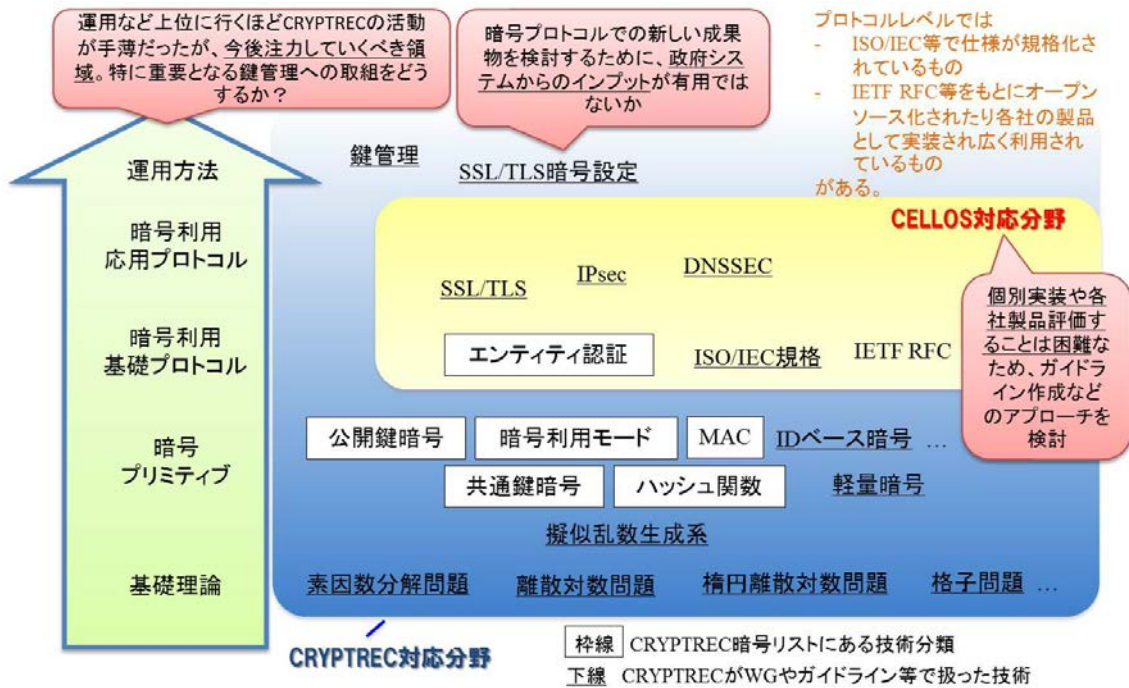 運用など上位に行くほどCRYPTRECの活動
が手薄だったが、今後注力していくべき領
域。特に重要となる鍵管理への取組をどう
するか？
暗号プロトコルでの新しい成果
物を検討するために、政府シス
テムからのインプットが有用では
ないか
プロトコルレベルでは
- ISO/IEC等で仕様が規格化さ
れているもの
- IETF RFC等をもとにオープン
ソース化されたり各社の製品
として実装され広く利用され
ているもの
がある。
運用方法
鍵管理
SSL/TLS暗号設定
CELLOS対応分野
暗号利用
応用プロトコル
SSL/TLS
IPsec
DNSSEC
個別実装や各
社製品評価す
ることは困難な
ため、ガイドラ
イン作成など
のアプローチを
検討
暗号利用
基礎プロトコル
エンティティ認証
ISO/IEC規格
IETF RFC
暗号
プリミティブ
公開鍵暗号
暗号利用モード
MAC
IDベース暗号 …
共通鍵暗号
ハッシュ関数
軽量暗号
擬似乱数生成系
基礎理論
素因数分解問題
離散対数問題
楕円離散対数問題
格子問題 …
CRYPTREC対応分野
枠線 CRYPTREC暗号リストにある技術分類
下線 CRYPTRECがWGやガイドライン等で扱った技術